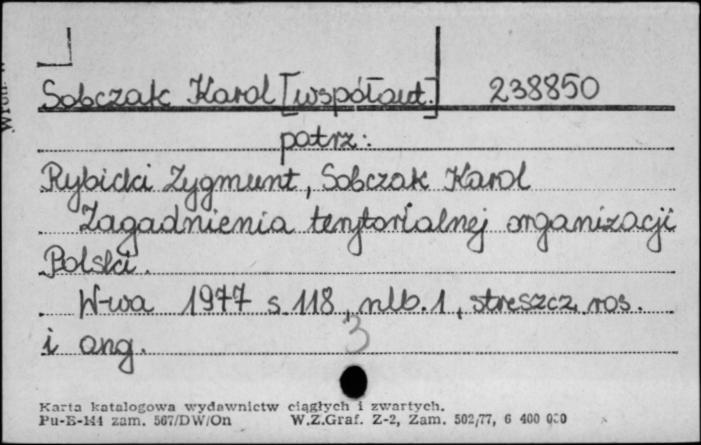 Sobczak Karol [współaut.] 238850
patrz:
Rybicki Zygmunt, Sobczak Karol
Zagadnienia terytorialnej organizacji
Polski.
W-wa 1977 s. 118, nlb. 1, streszcz. ros.
i ang. 3
Karta katalogowa wydawnictw ciągłych i zwartych.
Pu-K-144 zam. 567/DW/On W.Z.Graf. Z-2, Zam. 502/77, 6 400 000